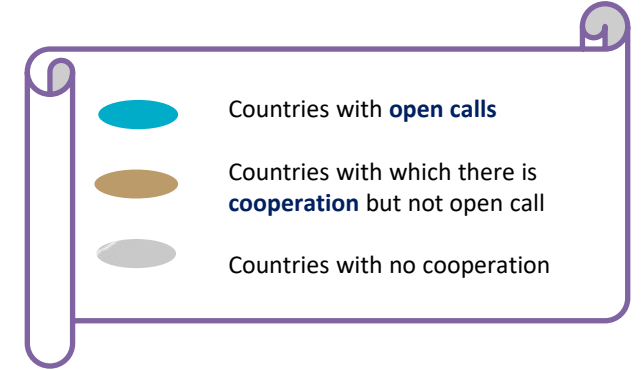 Countries with open calls
Countries with which there is
cooperation but not open call
Countries with no cooperation